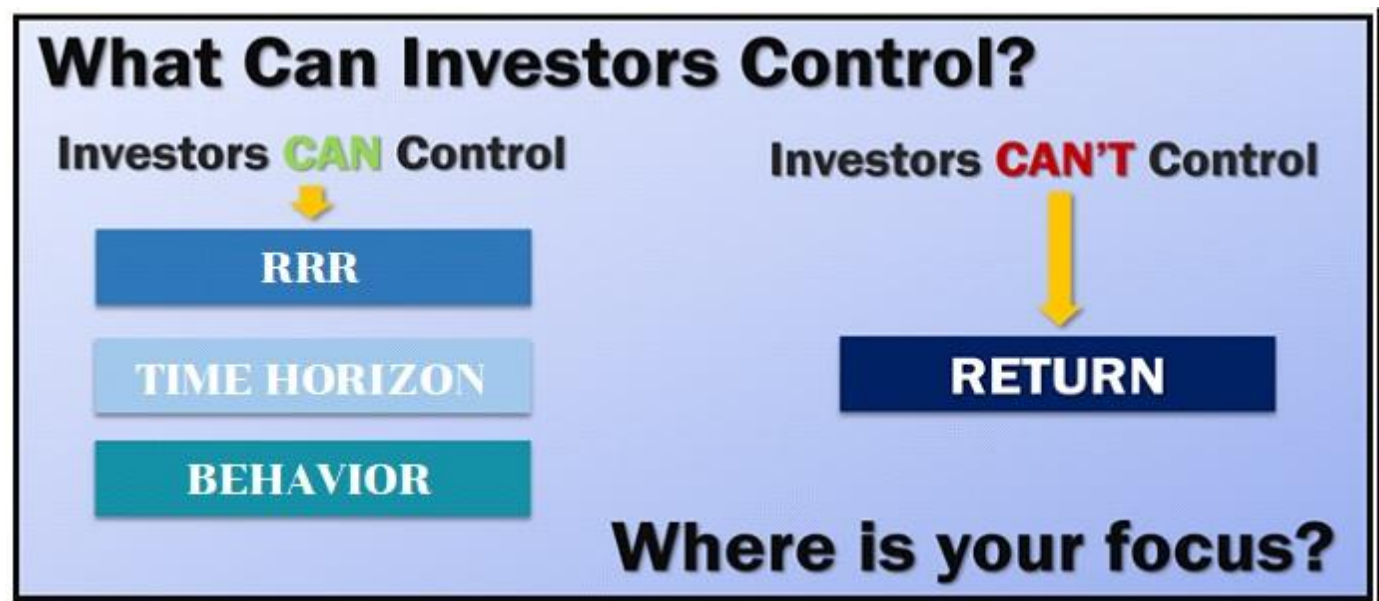 What Can Investors Control?
Investors CAN Control
RRR
TIME HORIZON
BEHAVIOR
Investors CAN'T Control
RETURN
Where is your focus?